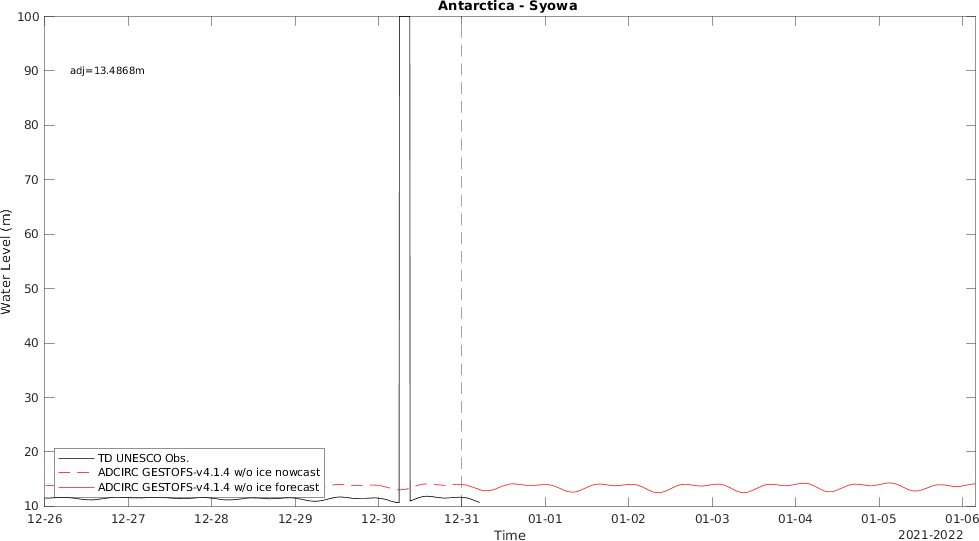 Antarctica - Syowa
100
adj=13.4868m
90
80
70
60
50
40
30
20
10
Water Level (m)
TD UNESCO Obs.
ADCIRC GESTOFS-v4.1.4 w/o ice nowcast
ADCIRC GESTOFS-v4.1.4 w/o ice forecast
12-26 12-27 12-28 12-29 12-30 12-31 01-01 01-02 01-03 01-04 01-05 01-06
Time
2021-2022